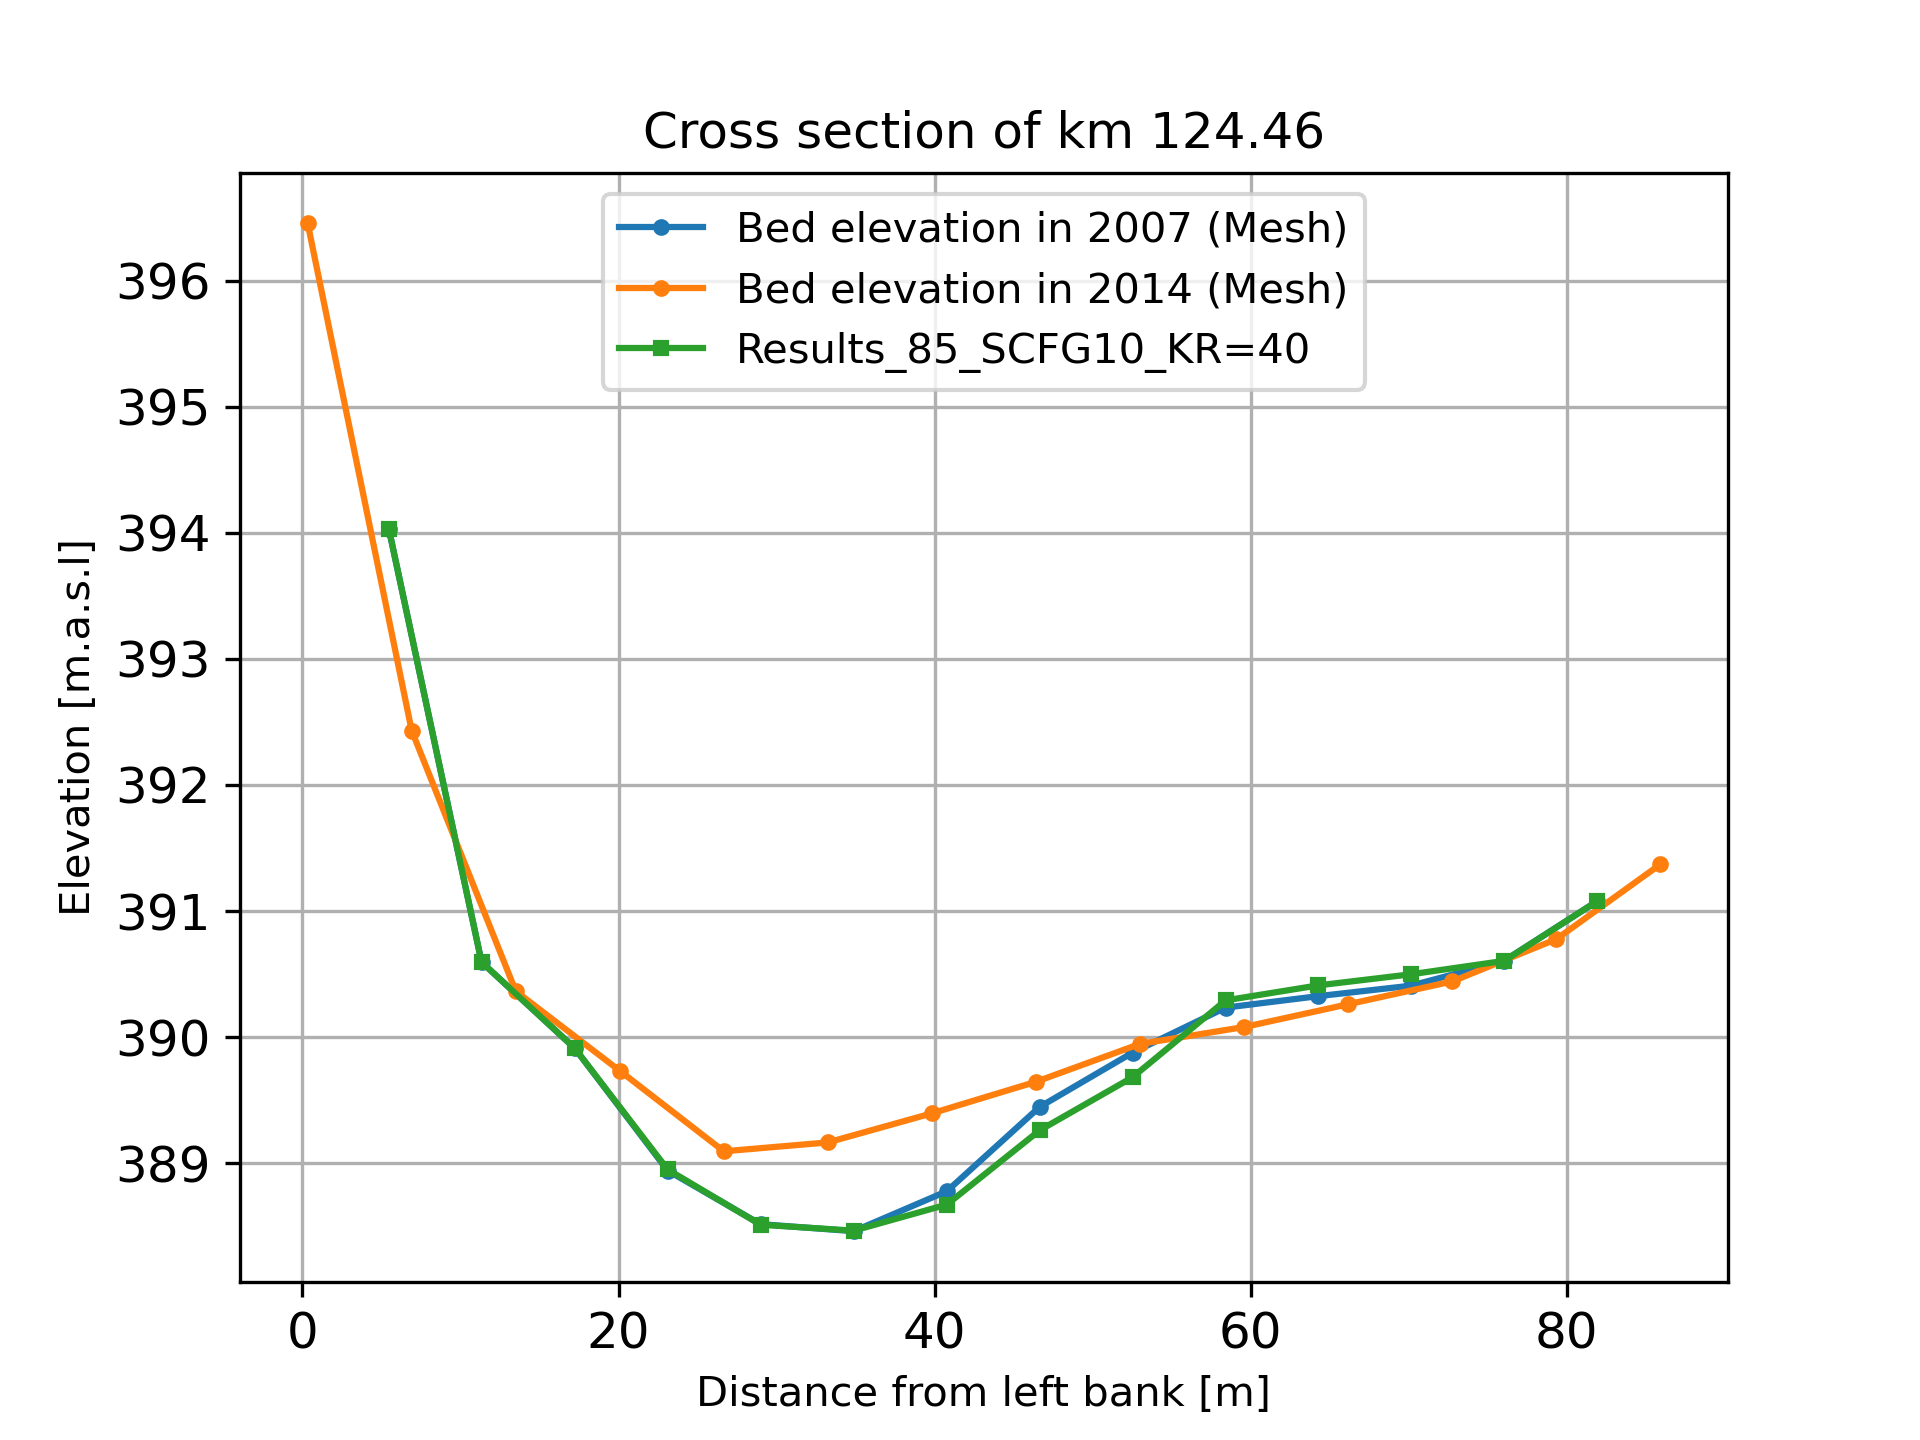 Cross section of km 124.46
Bed elevation in 2007 (Mesh)
Bed elevation in 2014 (Mesh)
Results_85_SCFG10_KR=40
Elevation [m.a.s.l]
396
395
394
393
392
391
390
389
0 20 40 60 80
Distance from left bank [m]